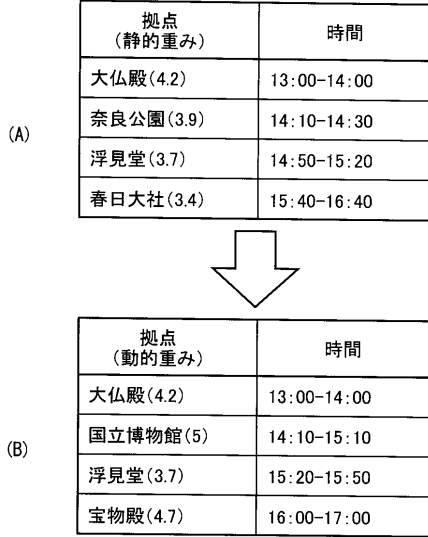 (A)
拠点
(静的重み)
時間
大仏殿(4.2)
13:00-14:00
奈良公園(3.9)
14:10-14:30
浮見堂(3.7)
14:50-15:20
春日大社(3.4)
15:40-16:40
(B)
拠点
(動的重み)
時間
大仏殿(4.2)
13:00-14:00
国立博物館(5)
14:10-15:10
浮見堂(3.7)
15:20-15:50
宝物殿(4.7)
16:00-17:00